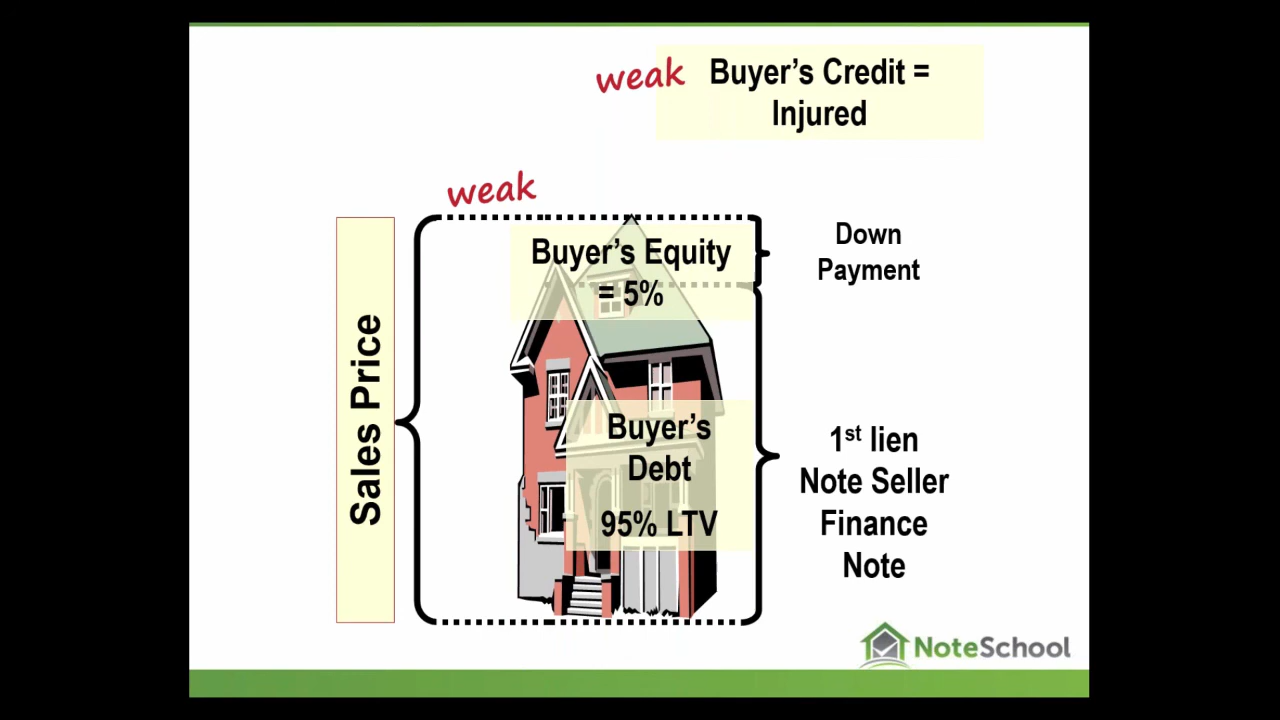 weak Buyer's Credit =
Injured
weak
Buyer's Equity
= 5%
Down
Payment
Sales Price
Buyer's
Debt
95% LTV
1st lien
Note Seller
Finance
Note
NoteSchool